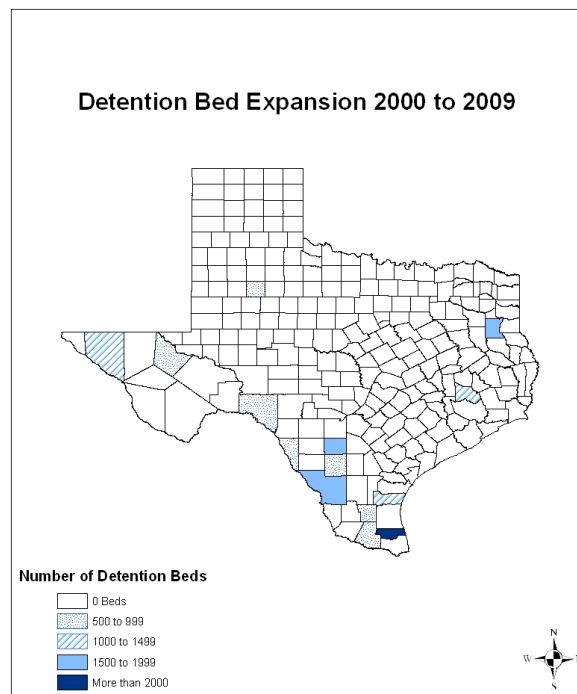 Detention Bed Expansion 2000 to 2009
Number of Detention Beds
0 Beds
500 to 999
1000 to 1499
1500 to 1999
More than 2000
N
W
S